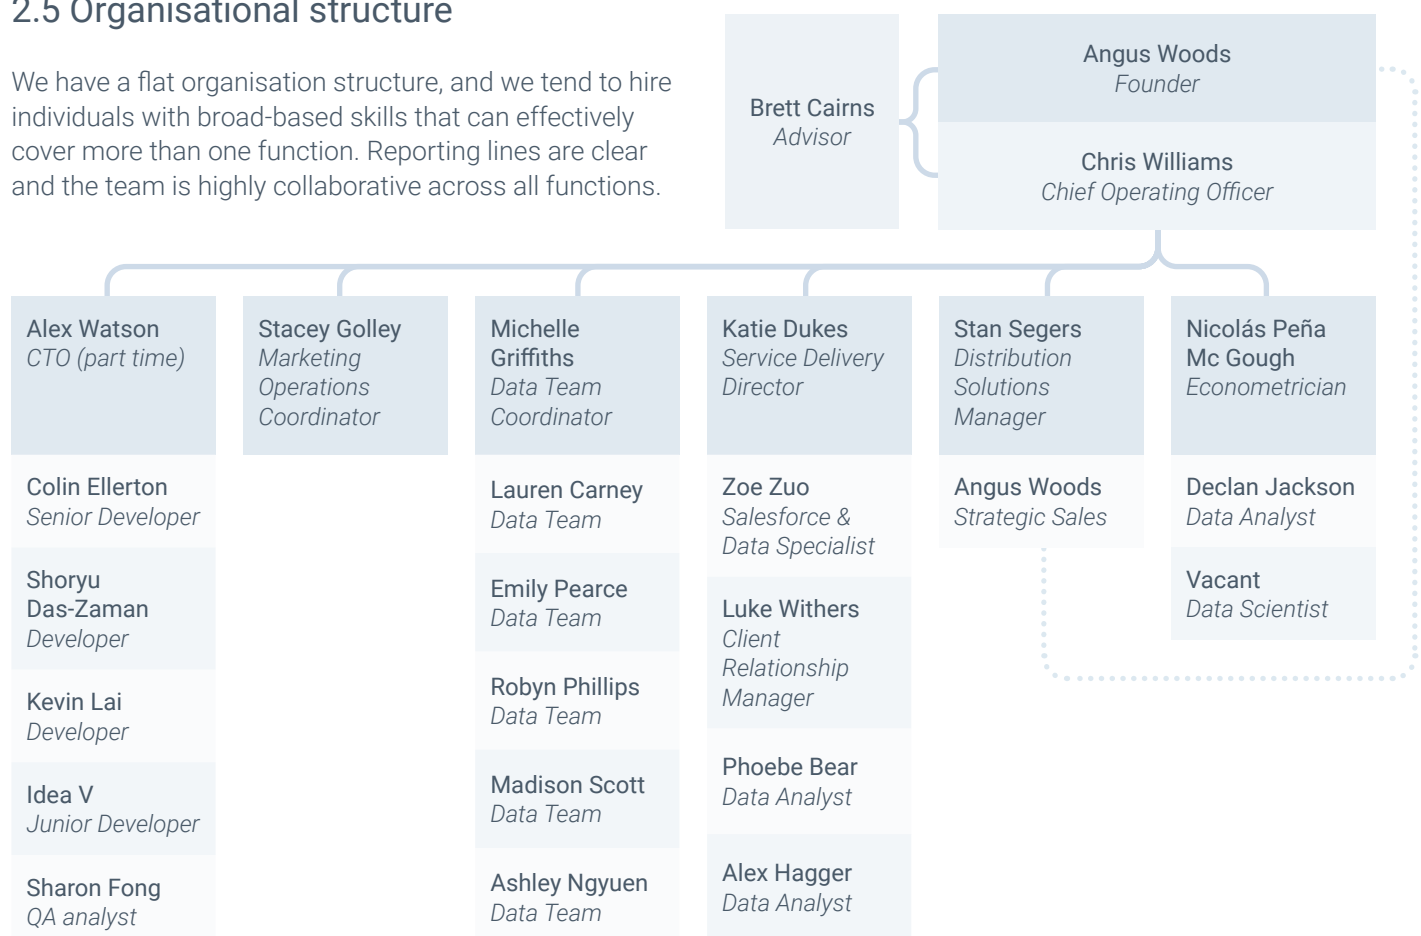 2.5 Organisational structure
We have a flat organisation structure, and we tend to hire
individuals with broad-based skills that can effectively
cover more than one function. Reporting lines are clear
and the team is highly collaborative across all functions.
Brett Cairns
Advisor
Angus Woods
Founder
Chris Williams
Chief Operating Officer
Alex Watson
CTO (part time)
Colin Ellerton
Senior Developer
Shoryu
Das-Zaman
Developer
Kevin Lai
Developer
Idea V
Junior Developer
Sharon Fong
QA analyst
Stacey Golley
Marketing
Operations
Coordinator
Michelle
Griffiths
Data Team
Coordinator
Lauren Carney
Data Team
Emily Pearce
Data Team
Robyn Phillips
Data Team
Madison Scott
Data Team
Ashley Ngyuen
Data Team
Katie Dukes
Service Delivery
Director
Zoe Zuo
Salesforce &
Data Specialist
Luke Withers
Client
Relationship
Manager
Phoebe Bear
Data Analyst
Alex Hagger
Data Analyst
Stan Segers
Distribution
Solutions
Manager
Angus Woods
Strategic Sales
Nicolás Peña
Mc Gough
Econometrician
Declan Jackson
Data Analyst
Vacant
Data Scientist